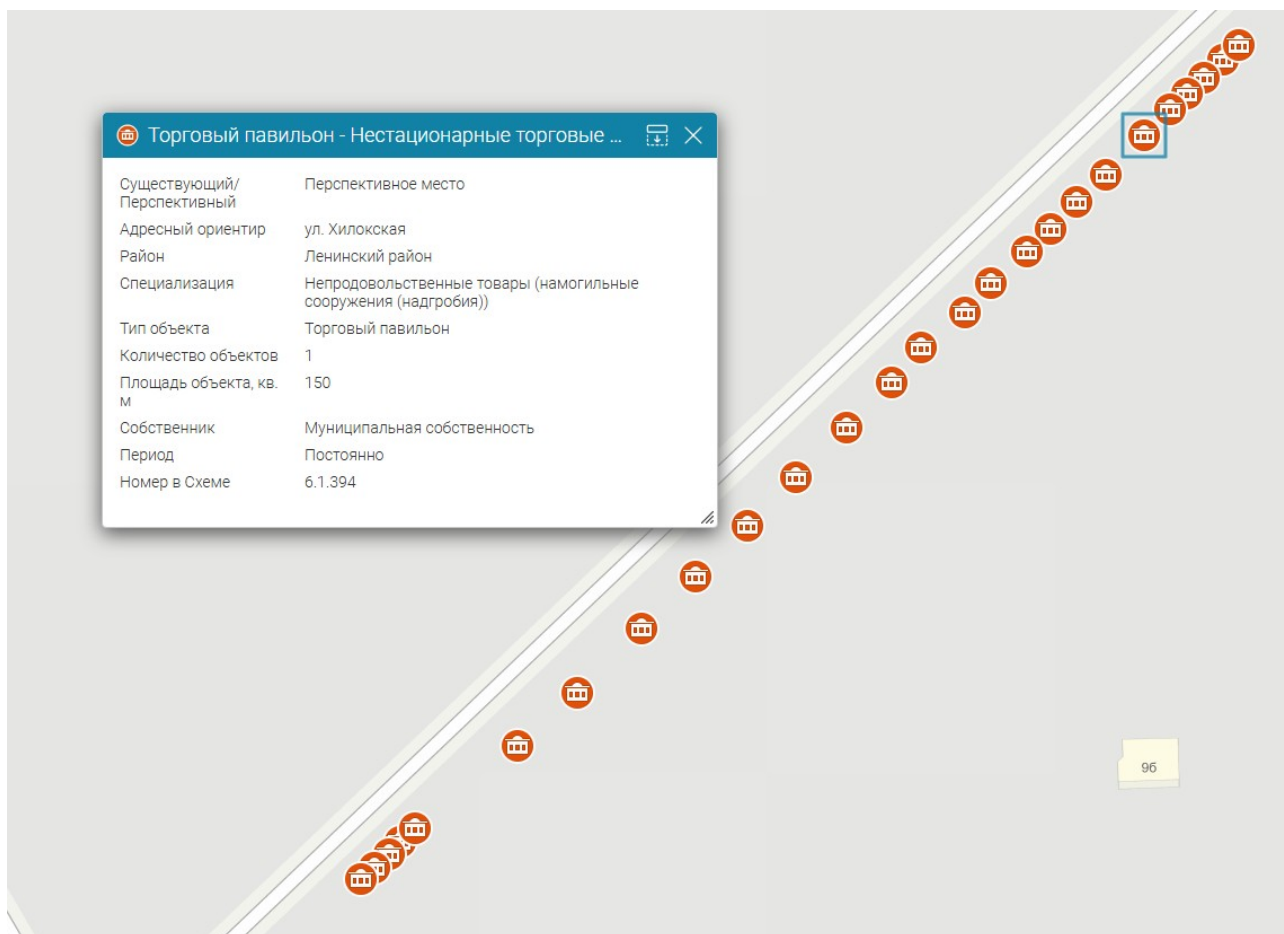 Торговый павильон - Нестационарные торговые ...
Существующий/ Перспективное место
Перспективный
Адресный ориентир ул. Хилокская
Район Ленинский район
Специализация Непродовольственные товары (намогильные
сооружения (надгробия))
Тип объекта Торговый павильон
Количество объектов 1
Площадь объекта, кв. 150
м
Собственник Муниципальная собственность
Период Постоянно
Номер в Схеме 6.1.394
9б